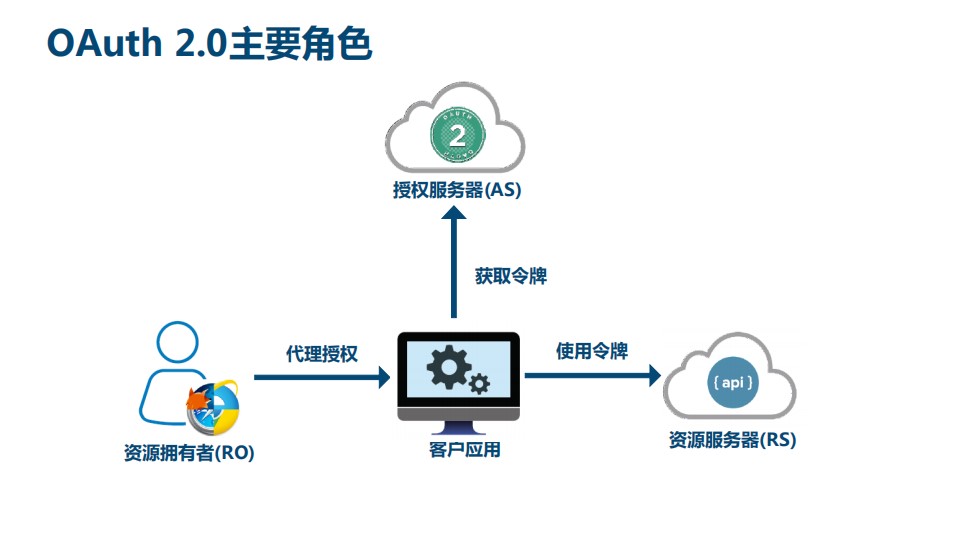 OAuth 2.0主要角色
OAUTH
2
授权服务器(AS)
获取令牌
代理授权
使用令牌
{ api }
资源拥有者(RO)
客户应用
资源服务器(RS)